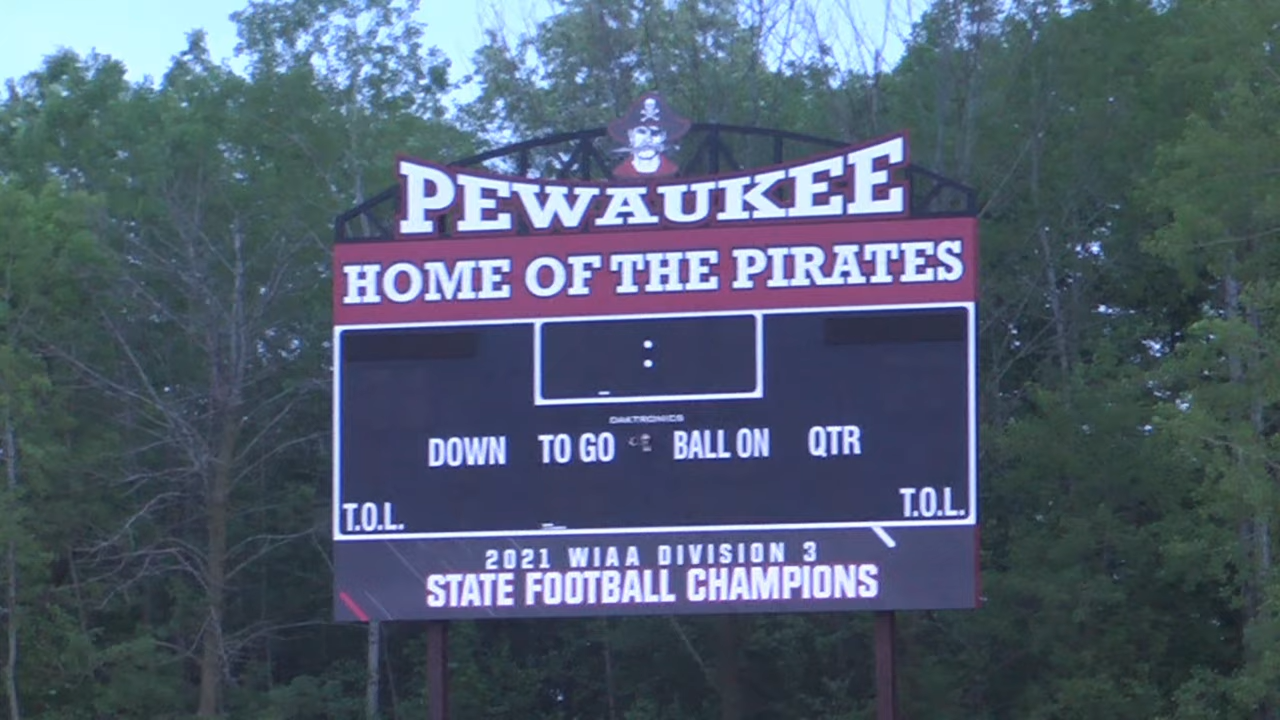 PEWAUKEE
HOME OF THE PIRATES
:
DAKTRONICS
DOWN TO GO BALL ON QTR
T.O.L. T.O.L.
2021 WIAA DIVISION 3
STATE FOOTBALL CHAMPIONS